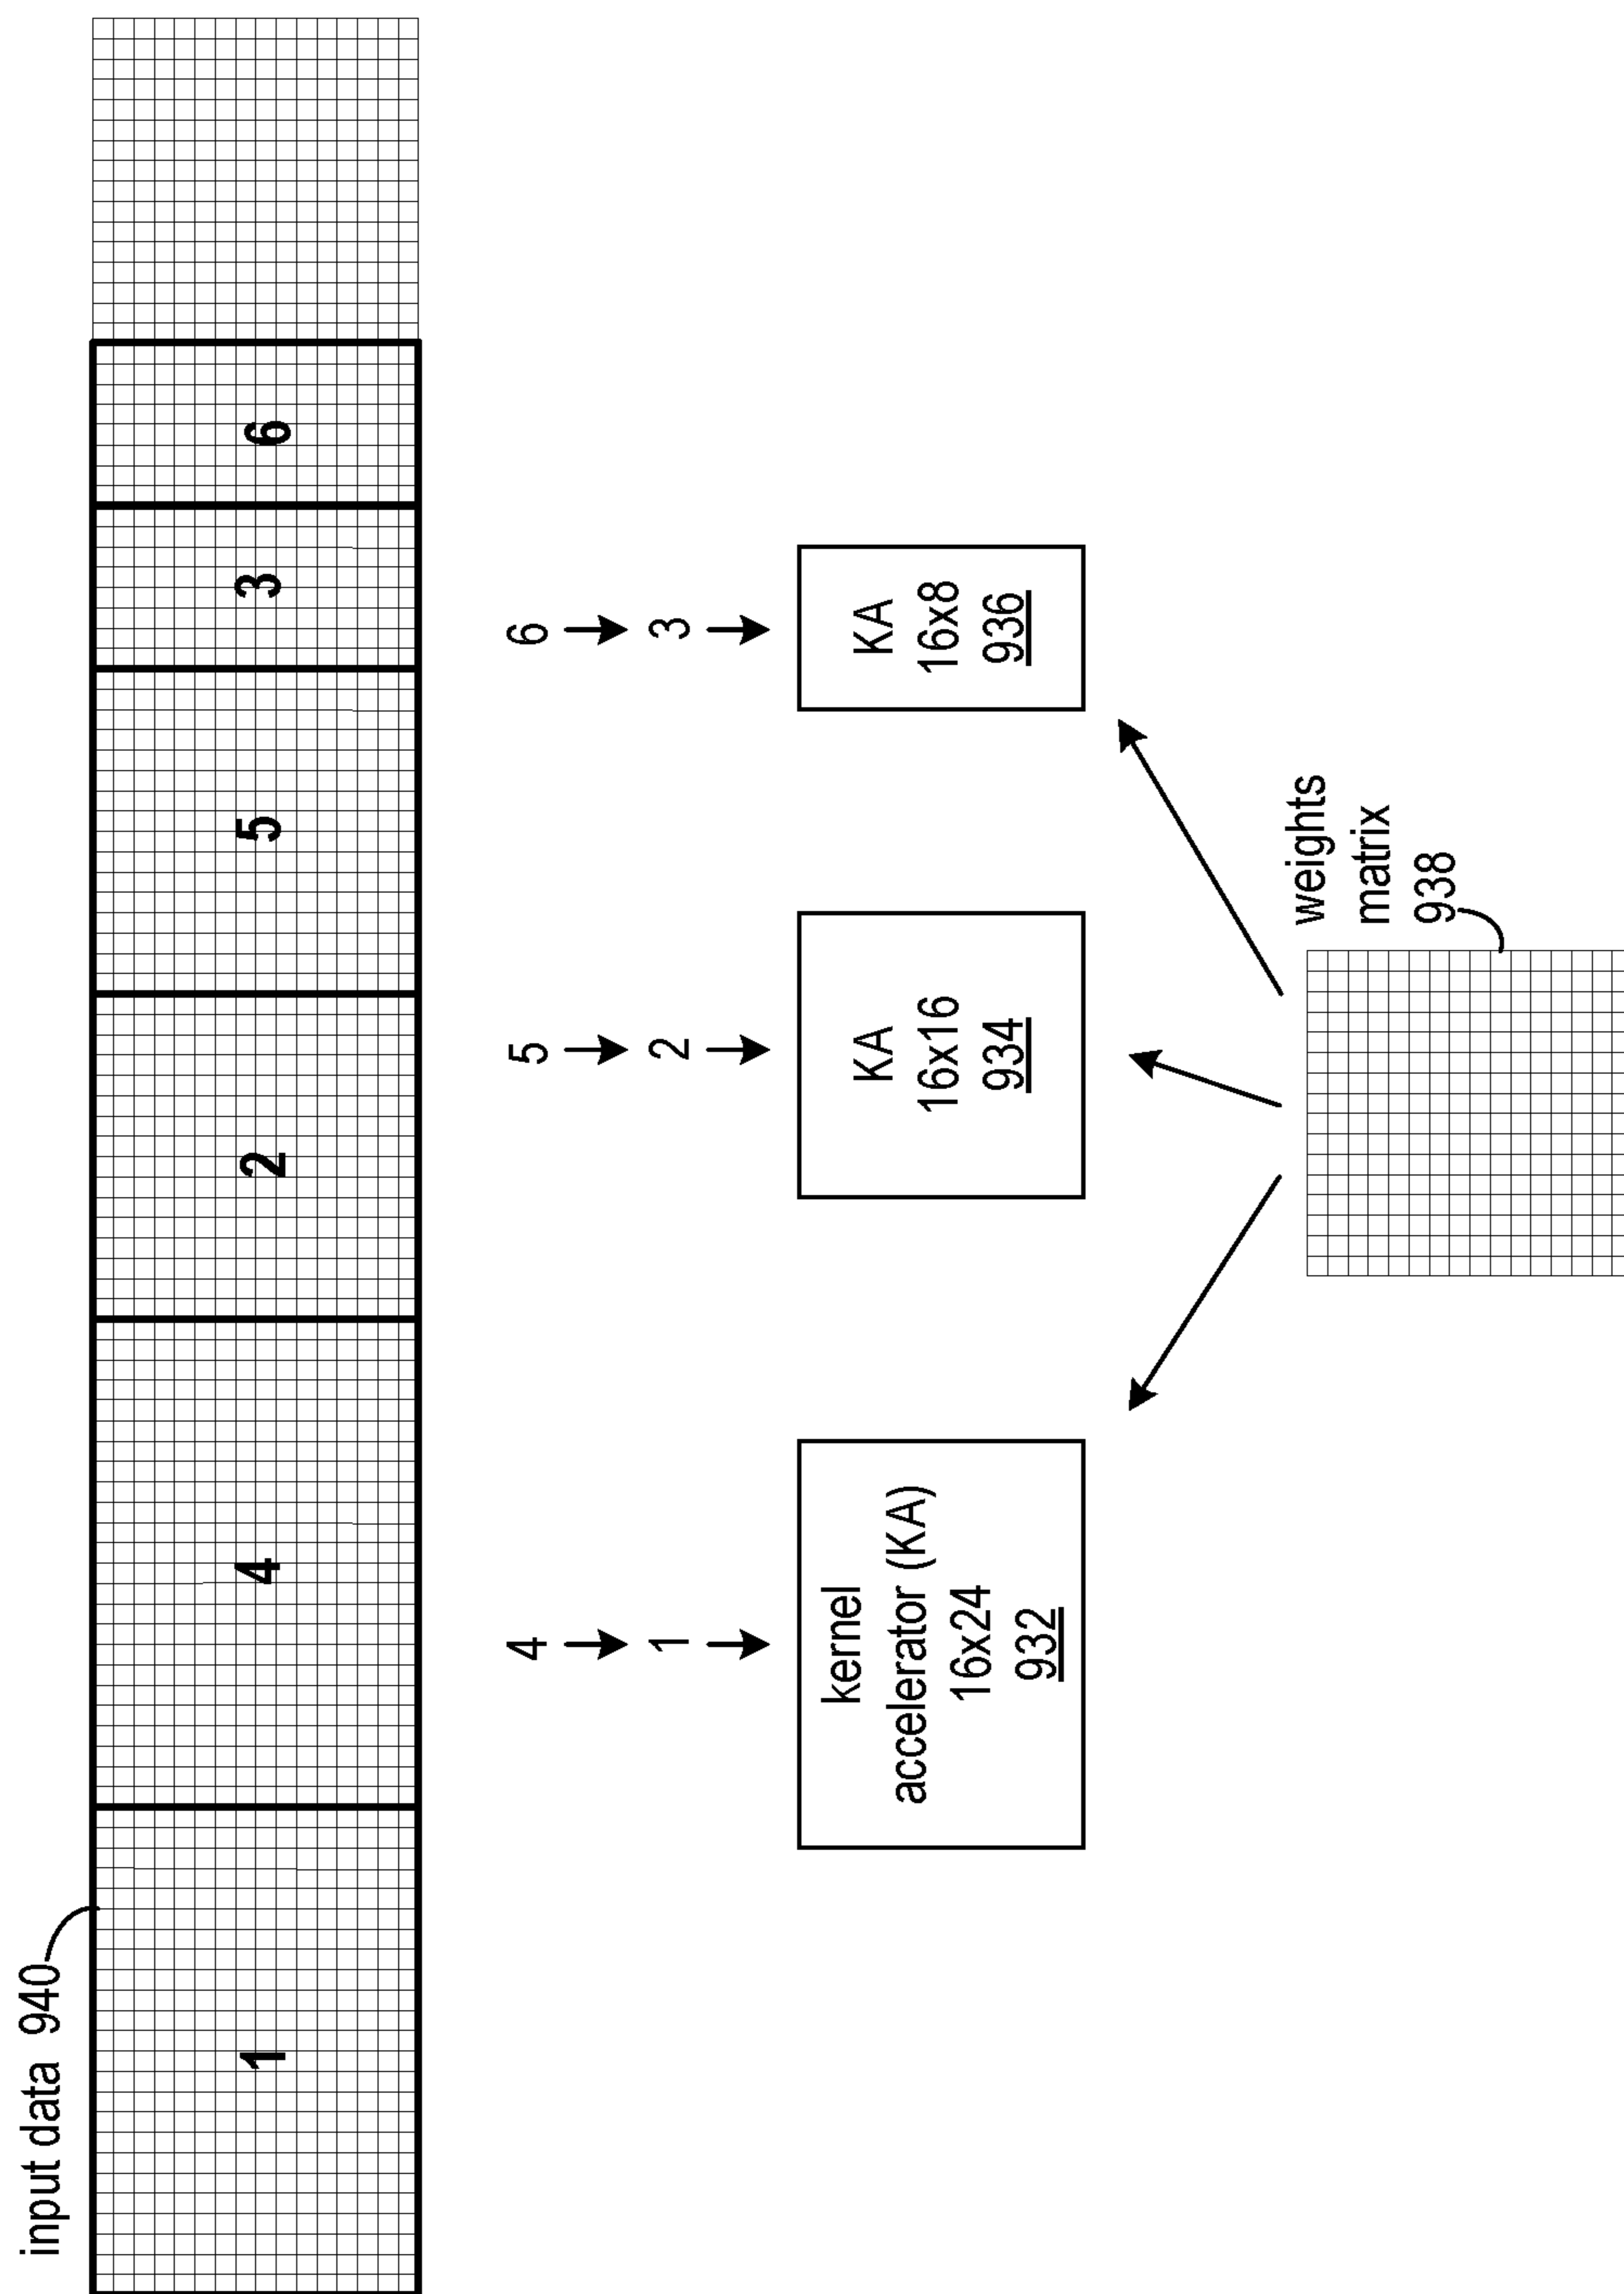 input data 940
1
4
2
5
3
6
4
5
6
1
2
3
kernel
accelerator (KA)
16x24
932
KA
16x16
934
KA
16x8
936
weights
matrix
938